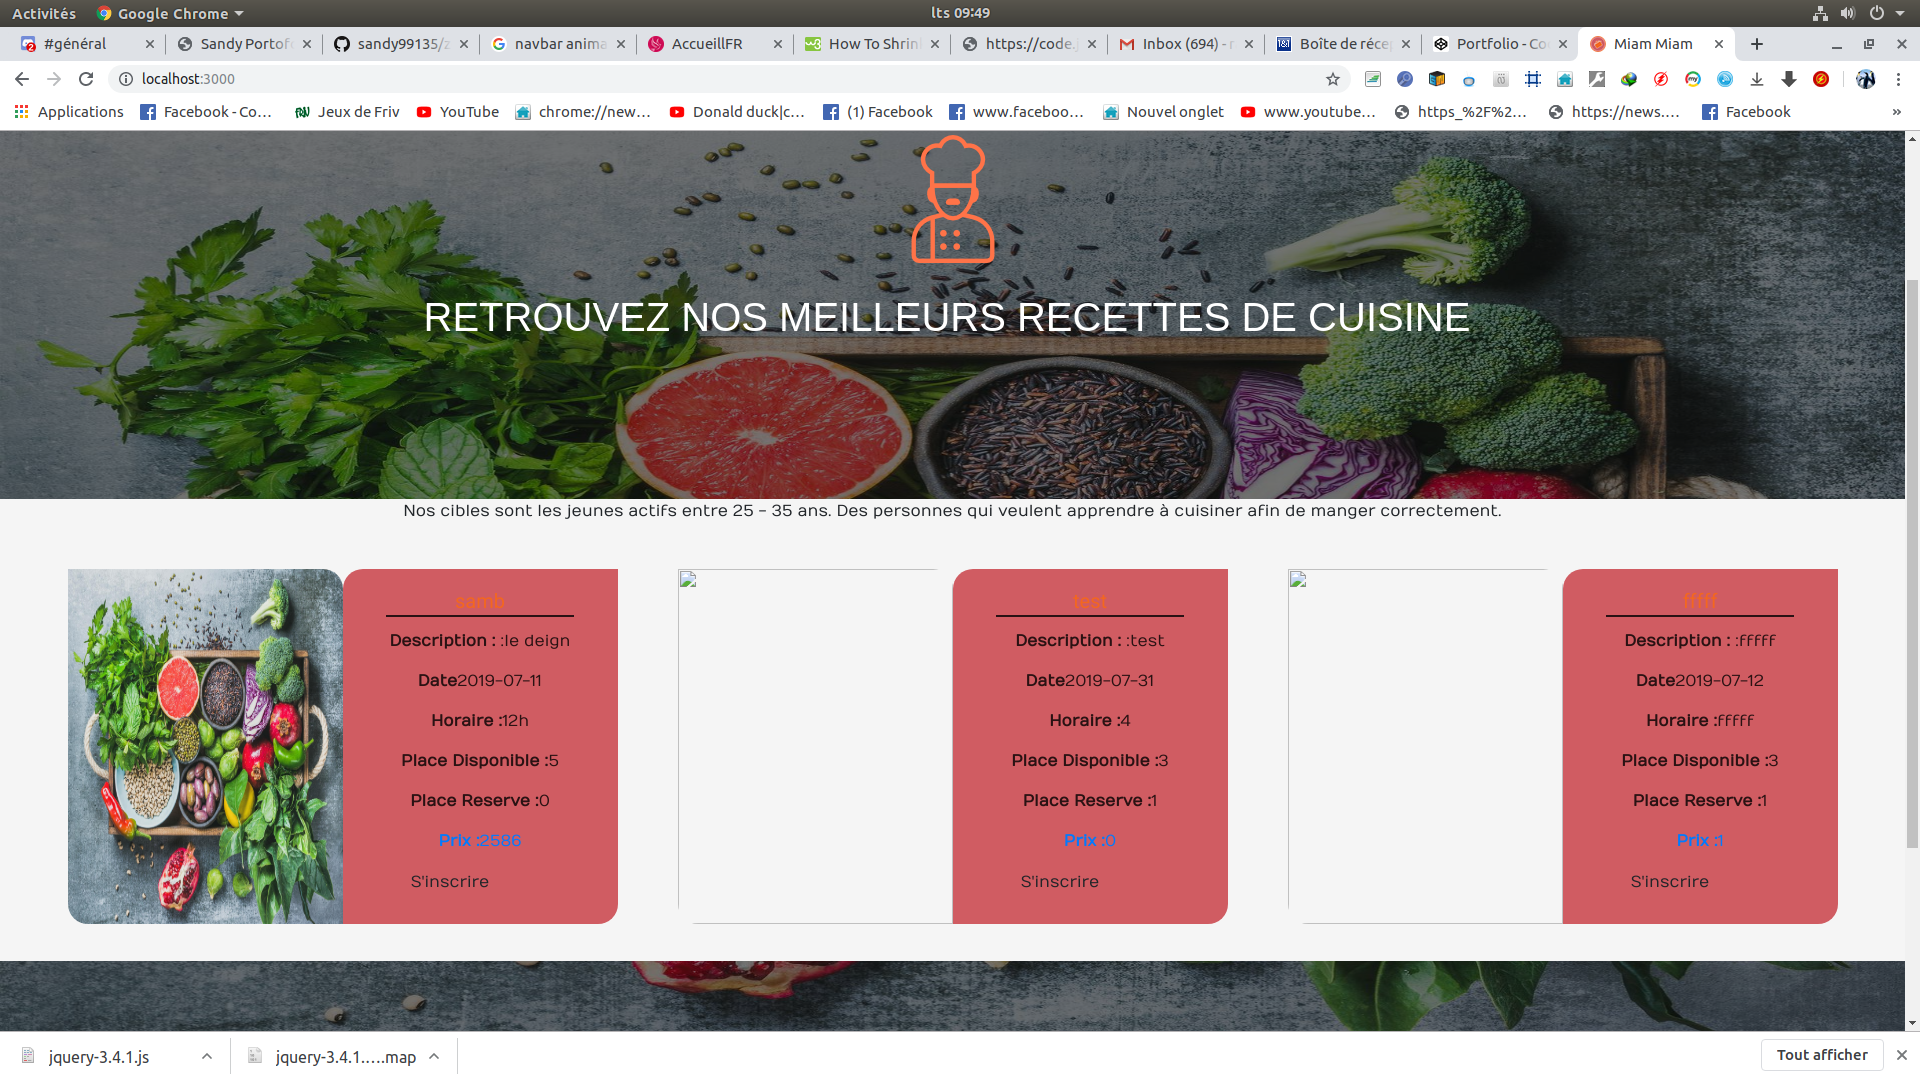 Activités
Google Chrome
lts 09:49
#général
Sandy Portof
sandy99135/z
navbar anima
AccueillFR
How To Shrin
https://code.j
Inbox (694) - r
Boîte de récep
Portfolio - Co
Miam Miam
localhost:3000
Applications
Facebook - Co…
Jeux de Friv
YouTube
chrome://new…
Donald duck|c…
(1) Facebook
www.faceboo…
Nouvel onglet
www.youtube…
https_%2F%2…
https://news.…
Facebook
»
RETROUVEZ NOS MEILLEURS RECETTES DE CUISINE
Nos cibles sont les jeunes actifs entre 25 - 35 ans. Des personnes qui veulent apprendre à cuisiner afin de manger correctement.
samb
Description : :le deign
Date2019-07-11
Horaire :12h
Place Disponible :5
Place Reserve :0
Prix :2586
S'inscrire
test
Description : :test
Date2019-07-31
Horaire :4
Place Disponible :3
Place Reserve :1
Prix :0
S'inscrire
fffff
Description : :fffff
Date2019-07-12
Horaire :fffff
Place Disponible :3
Place Reserve :1
Prix :1
S'inscrire
jquery-3.4.1.js
jquery-3.4.1.….map
Tout afficher